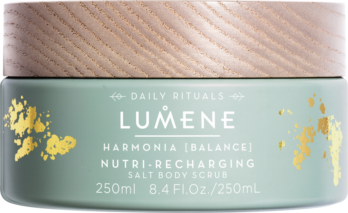 DAILY RITUALS
LUMENE
HARMONIA [BALANCE]
NUTRI-RECHARGING
SALT BODY SCRUB
250ml 8.4 Fl.Oz./250mL